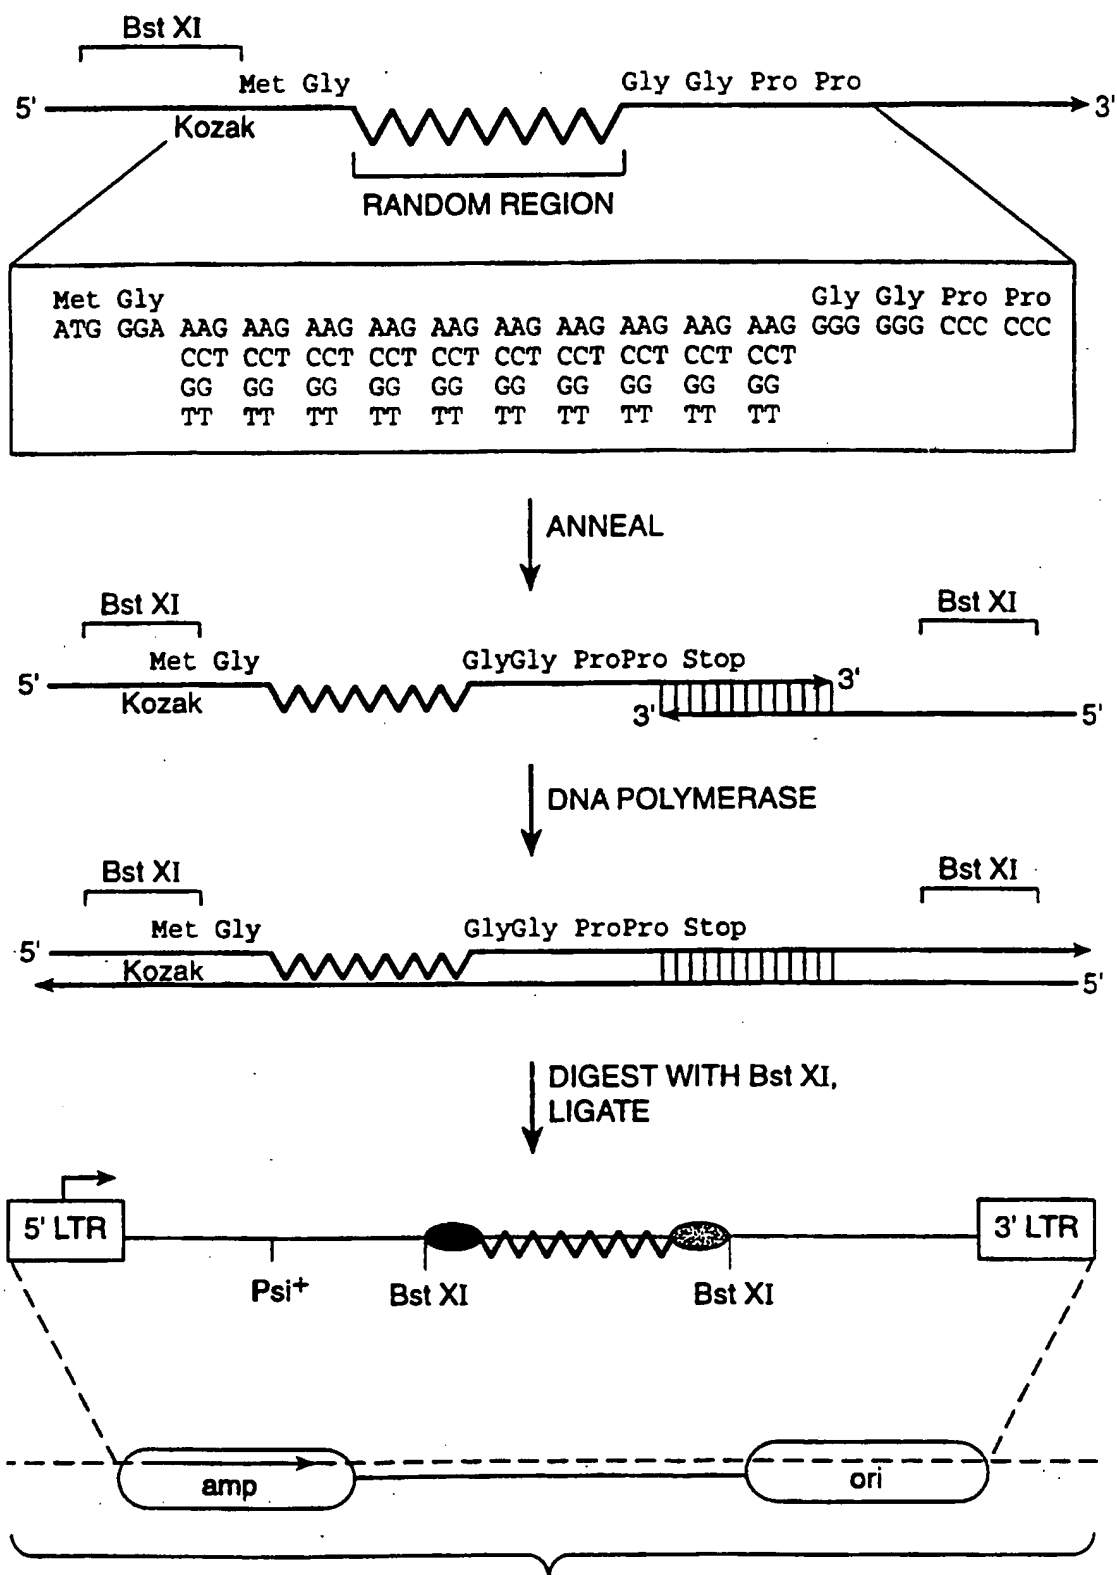 Bst XI
Met Gly
Gly Gly Pro Pro
5'
3'
Kozak
RANDOM REGION
Met Gly
Gly Gly Pro Pro
ATG GGA AAG AAG AAG AAG AAG AAG AAG AAG AAG AAG GGG GGG CCC CCC
CCT CCT CCT CCT CCT CCT CCT CCT CCT CCT
GG GG GG GG GG GG GG GG GG GG
TT TT TT TT TT TT TT TT TT TT
ANNEAL
Bst XI
Bst XI
Met Gly
GlyGly ProPro Stop
5'
3'
Kozak
3'
5'
DNA POLYMERASE
Bst XI
Bst XI
Met Gly
GlyGly ProPro Stop
5'
Kozak
5'
DIGEST WITH Bst XI,
LIGATE
5' LTR
3' LTR
Psi+
Bst XI
Bst XI
amp
ori